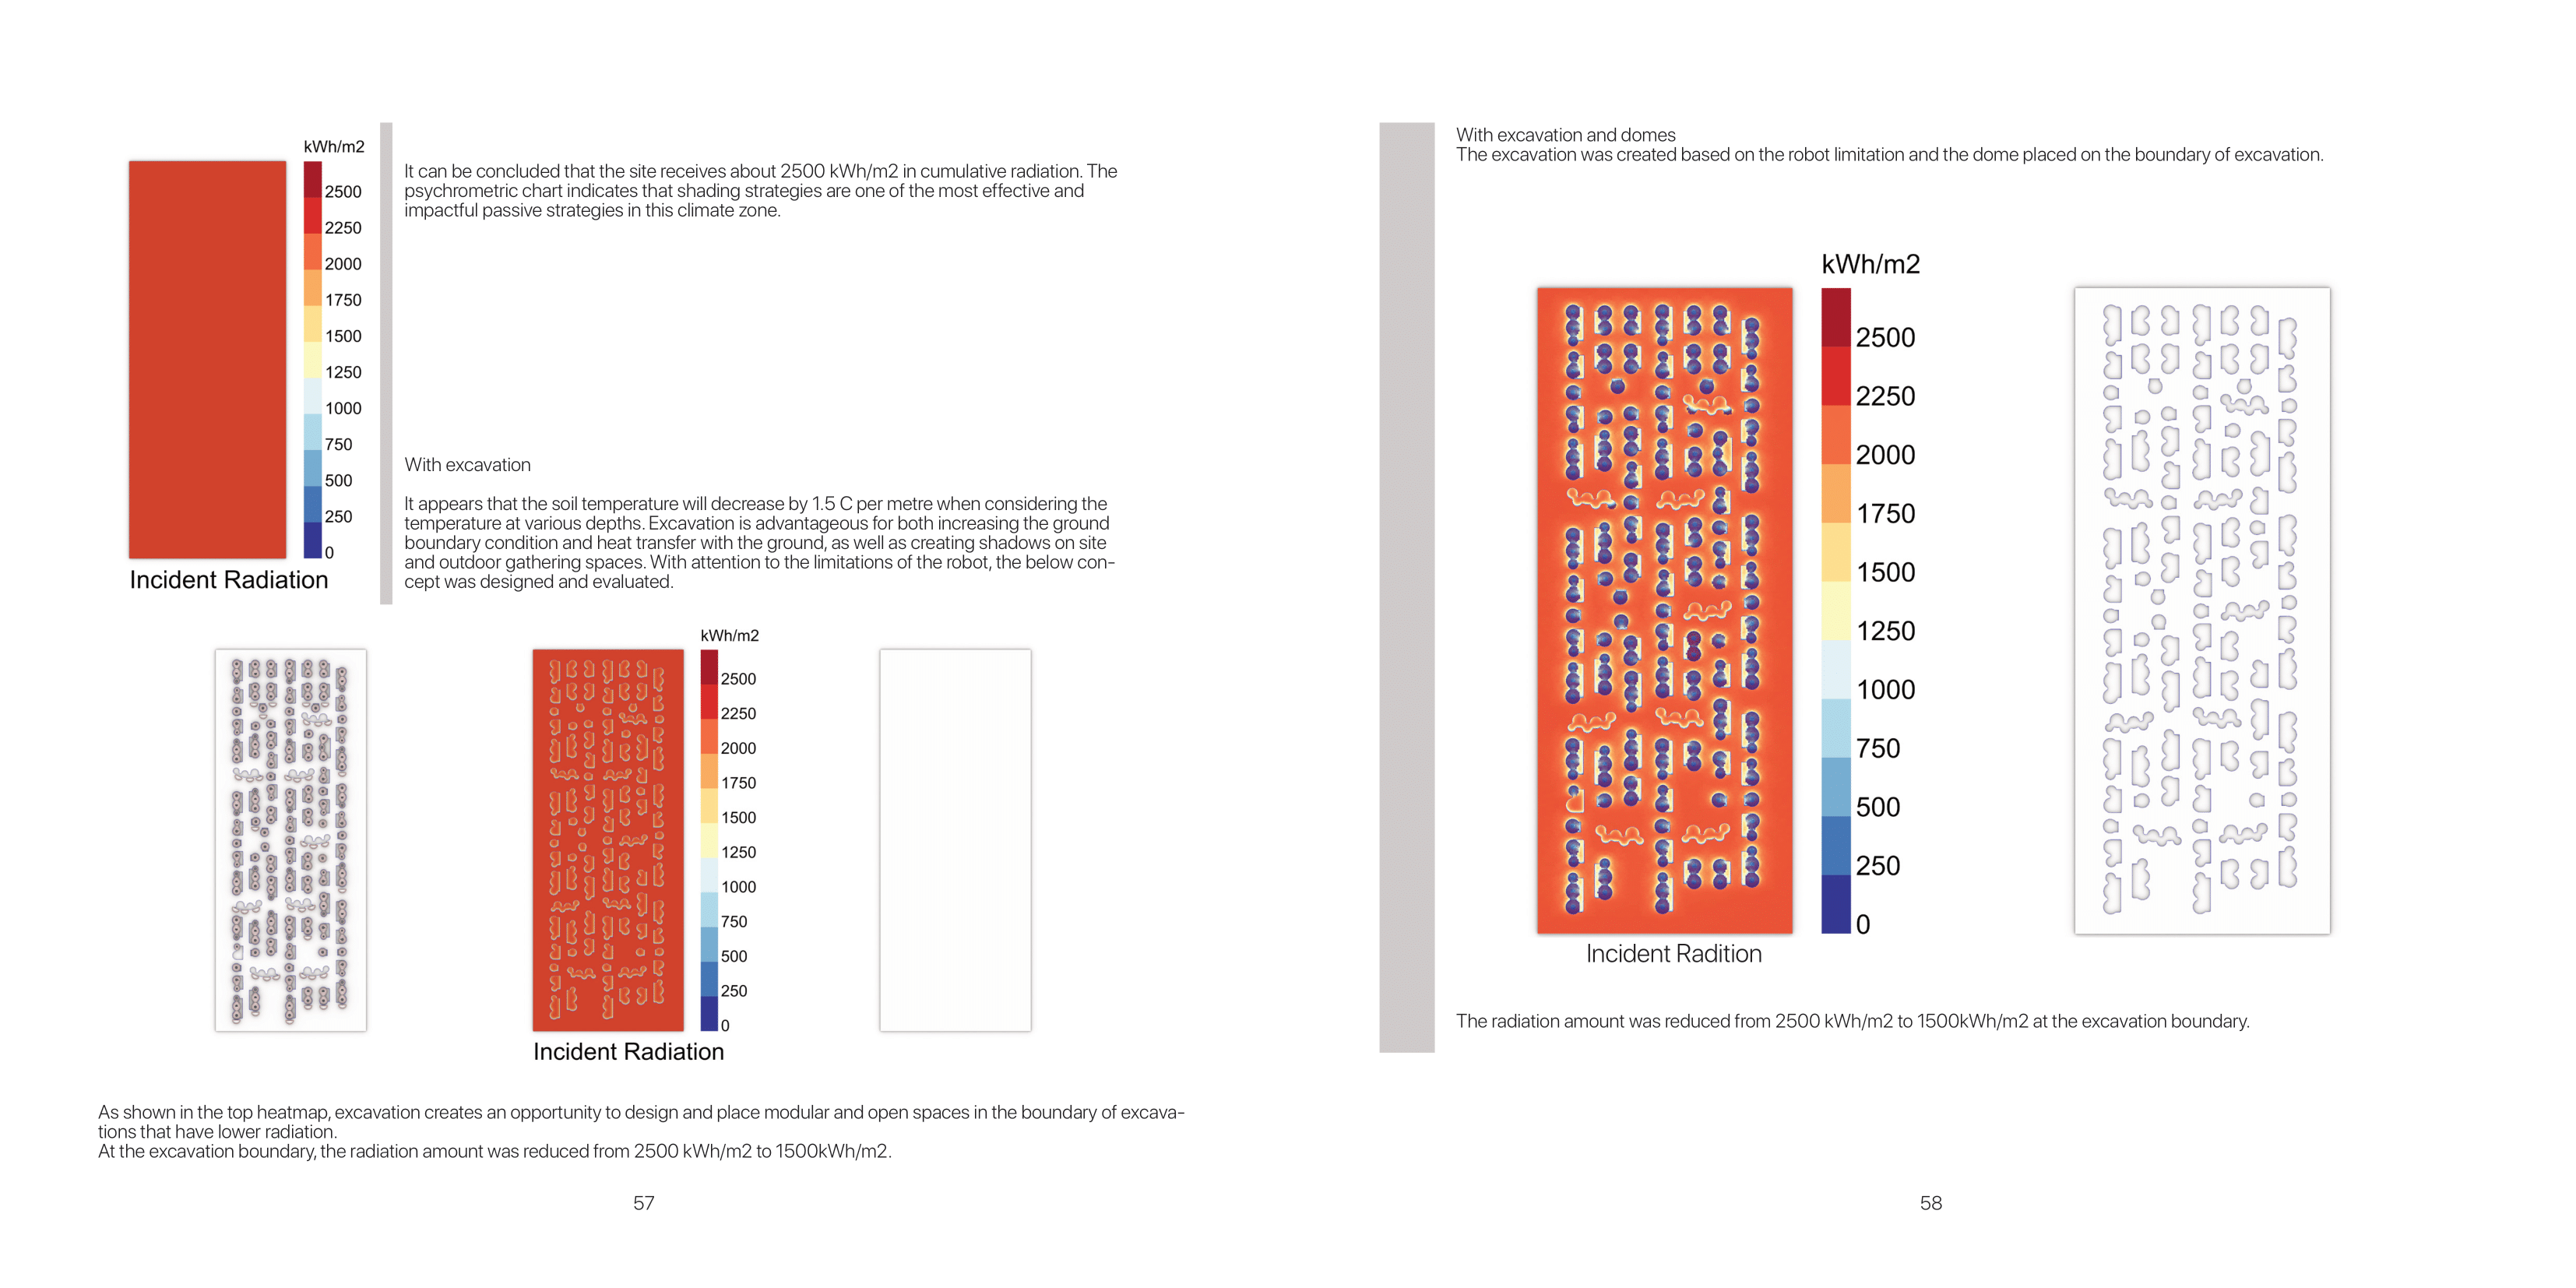 kWh/m2
2500
2250
2000
1750
1500
1250
1000
750
500
250
0
Incident Radiation
It can be concluded that the site receives about 2500 kWh/m2 in cumulative radiation. The
psychrometric chart indicates that shading strategies are one of the most effective and
impactful passive strategies in this climate zone.
With excavation
It appears that the soil temperature will decrease by 1.5 C per metre when considering the
temperature at various depths. Excavation is advantageous for both increasing the ground
boundary condition and heat transfer with the ground, as well as creating shadows on site
and outdoor gathering spaces. With attention to the limitations of the robot, the below con-
cept was designed and evaluated.
kWh/m2
2500
2250
2000
1750
1500
1250
1000
750
500
250
0
Incident Radiation
As shown in the top heatmap, excavation creates an opportunity to design and place modular and open spaces in the boundary of excava-
tions that have lower radiation.
At the excavation boundary, the radiation amount was reduced from 2500 kWh/m2 to 1500kWh/m2.
57
With excavation and domes
The excavation was created based on the robot limitation and the dome placed on the boundary of excavation.
kWh/m2
2500
2250
2000
1750
1500
1250
1000
750
500
250
0
Incident Radition
The radiation amount was reduced from 2500 kWh/m2 to 1500kWh/m2 at the excavation boundary.
58